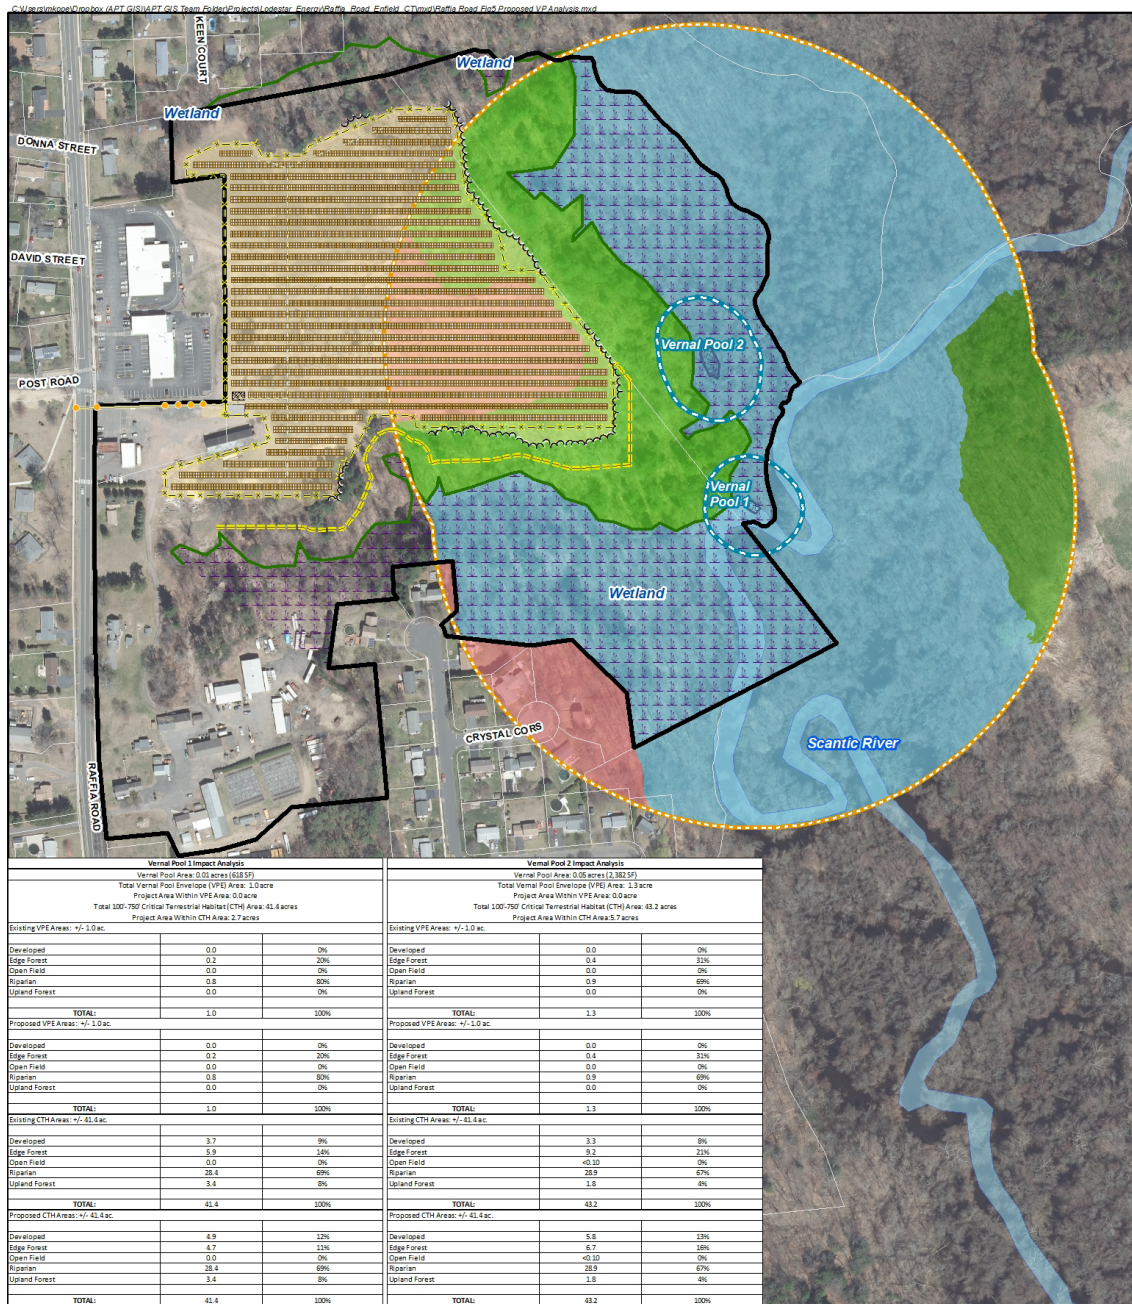 C:\Users\mkope\Dropbox (APT GIS)\APT GIS Team Folder\Projects\Lodestar_Energy\Raffia_Road_Enfield_CT\mxd\Raffia Road Fig5 Proposed VP Analysis.mxd
KEEN COURT
Wetland
Wetland
DONNA STREET
DAVID STREET
POST ROAD
Vernal Pool 2
Vernal
Pool 1
Wetland
CRYSTAL CORS
Scantic River
RAFFIA ROAD
Vernal Pool 1 Impact Analysis
Vernal Pool Area: 0.01 acres (618 SF)
Total Vernal Pool Envelope (VPE) Area: 1.0 acre
Project Area Within VPE Area: 0.0 acre
Total 100'-750' Critical Terrestrial Habitat (CTH) Area: 41.4 acres
Project Area Within CTH Area: 2.7 acres
Existing VPE Areas: +/- 1.0 ac.
Developed 0.0 0%
Edge Forest 0.2 20%
Open Field 0.0 0%
Riparian 0.8 80%
Upland Forest 0.0 0%
TOTAL: 1.0 100%
Proposed VPE Areas: +/- 1.0 ac.
Developed 0.0 0%
Edge Forest 0.2 20%
Open Field 0.0 0%
Riparian 0.8 80%
Upland Forest 0.0 0%
TOTAL: 1.0 100%
Existing CTH Areas: +/- 41.4 ac.
Developed 3.7 9%
Edge Forest 5.9 14%
Open Field 0.0 0%
Riparian 28.4 69%
Upland Forest 3.4 8%
TOTAL: 41.4 100%
Proposed CTH Areas: +/- 41.4 ac.
Developed 4.9 12%
Edge Forest 4.7 11%
Open Field 0.0 0%
Riparian 28.4 69%
Upland Forest 3.4 8%
TOTAL: 41.4 100%
Vernal Pool 2 Impact Analysis
Vernal Pool Area: 0.05 acres (2,382 SF)
Total Vernal Pool Envelope (VPE) Area: 1.3 acre
Project Area Within VPE Area: 0.0 acre
Total 100'-750' Critical Terrestrial Habitat (CTH) Area: 43.2 acres
Project Area Within CTH Area: 5.7 acres
Existing VPE Areas: +/- 1.0 ac.
Developed 0.0 0%
Edge Forest 0.4 31%
Open Field 0.0 0%
Riparian 0.9 69%
Upland Forest 0.0 0%
TOTAL: 1.3 100%
Proposed VPE Areas: +/- 1.0 ac.
Developed 0.0 0%
Edge Forest 0.4 31%
Open Field 0.0 0%
Riparian 0.9 69%
Upland Forest 0.0 0%
TOTAL: 1.3 100%
Existing CTH Areas: +/- 41.4 ac.
Developed 3.3 8%
Edge Forest 9.2 21%
Open Field <0.10 0%
Riparian 28.9 67%
Upland Forest 1.8 4%
TOTAL: 43.2 100%
Proposed CTH Areas: +/- 41.4 ac.
Developed 5.8 13%
Edge Forest 6.7 16%
Open Field <0.10 0%
Riparian 28.9 67%
Upland Forest 1.8 4%
TOTAL: 43.2 100%